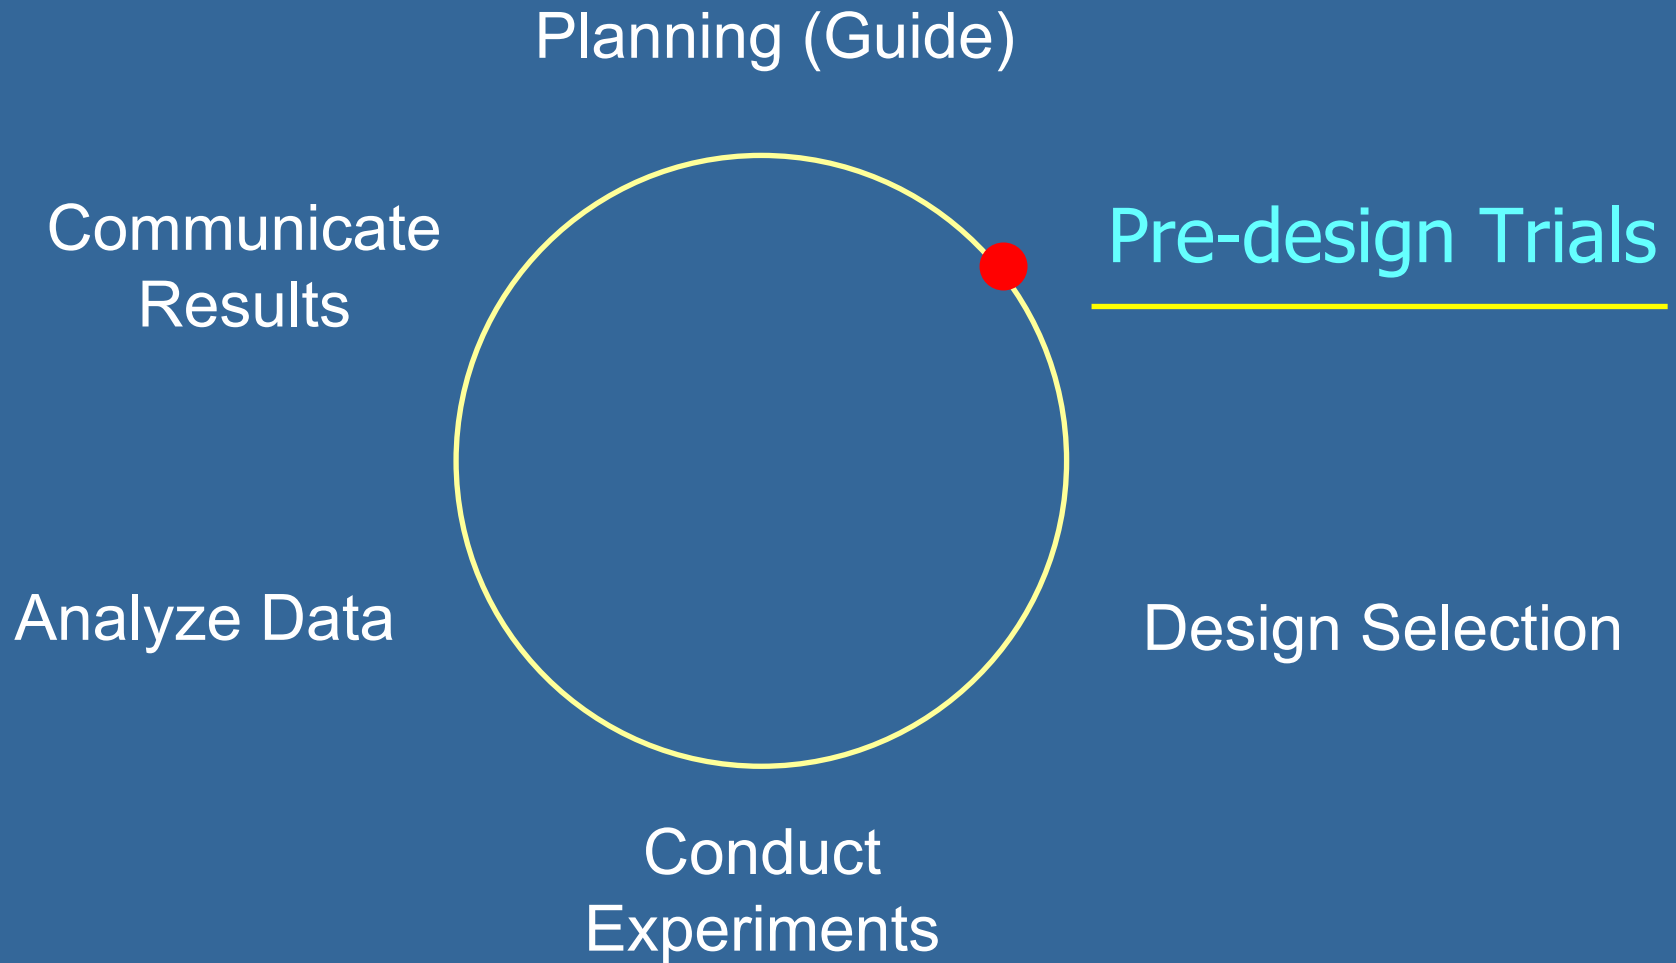 Planning (Guide)
Pre-design Trials
Design Selection
Conduct
Experiments
Analyze Data
Communicate
Results